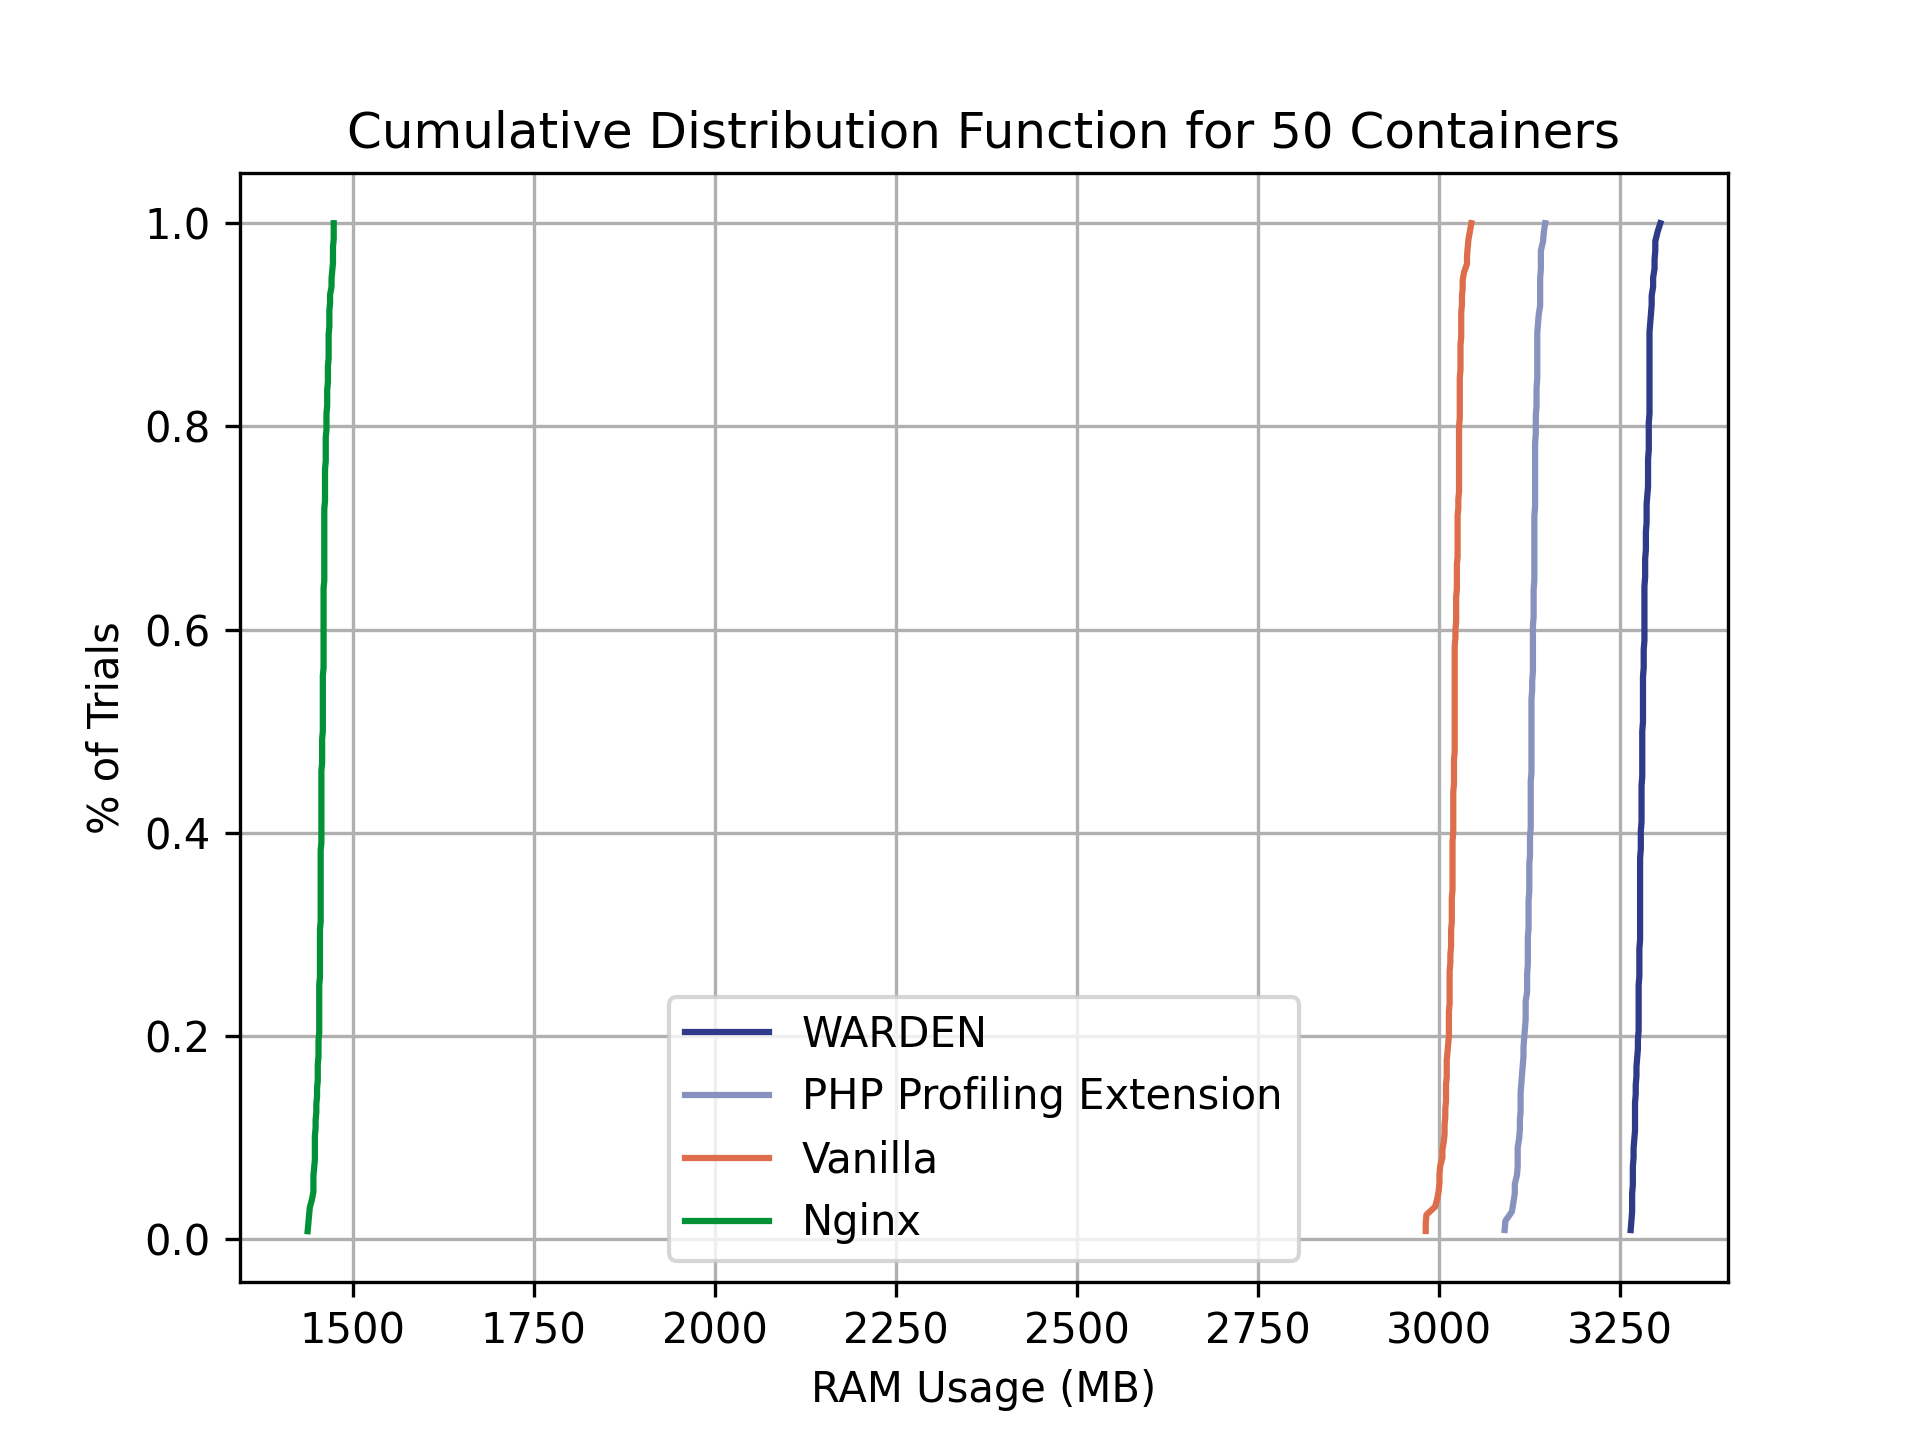 Cumulative Distribution Function for 50 Containers
1.0
0.8
0.6
0.4
0.2
0.0
% of Trials
WARDEN
PHP Profiling Extension
Vanilla
Nginx
1500 1750 2000 2250 2500 2750 3000 3250
RAM Usage (MB)